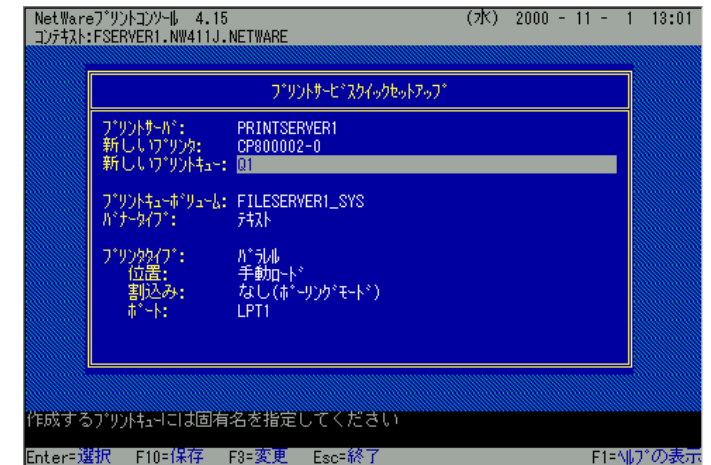 NetWareﾌﾟﾘﾝﾄｺﾝｿｰﾙ 4.15 (水) 2000 - 11 - 1 13:01
ｺﾝﾃｷｽﾄ:FSERVER1.NW411J.NETWARE
ﾌﾟﾘﾝﾄｻｰﾋﾞｽｸｲｯｸｾｯﾄｱｯﾌﾟ
ﾌﾟﾘﾝﾄｻｰﾊﾞ: PRINTSERVER1
新しいﾌﾟﾘﾝﾀ: CP800002-0
新しいﾌﾟﾘﾝﾄｷｭｰ: Q1
ﾌﾟﾘﾝﾄｷｭｰﾎﾞﾘｭｰﾑ: FILESERVER1_SYS
ﾊﾞﾅｰﾀｲﾌﾟ: ﾃｷｽﾄ
ﾌﾟﾘﾝﾀﾀｲﾌﾟ: ﾊﾟﾗﾚﾙ
位置: 手動ﾛｰﾄﾞ
割込み: なし(ﾎﾟｰﾘﾝｸﾞﾓｰﾄﾞ)
ﾎﾟｰﾄ: LPT1
作成するﾌﾟﾘﾝﾄｷｭｰには固有名を指定してください
Enter=選択 F10=保存 F3=変更 Esc=終了 F1=ﾍﾙﾌﾟの表示